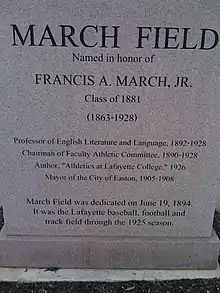 MARCH FIELD
Named in honor of
FRANCIS A. MARCH, JR.
Class of 1881
(1863-1928)
Professor of English Literature and Language, 1892-1928
Chairman of Faculty Athletic Committee, 1890-1928
Author, "Athletics at Lafayette College," 1926
Mayor of the City of Easton, 1905-1908
March Field was dedicated on June 19, 1894.
It was the Lafayette baseball, football and
track field through the 1925 season.